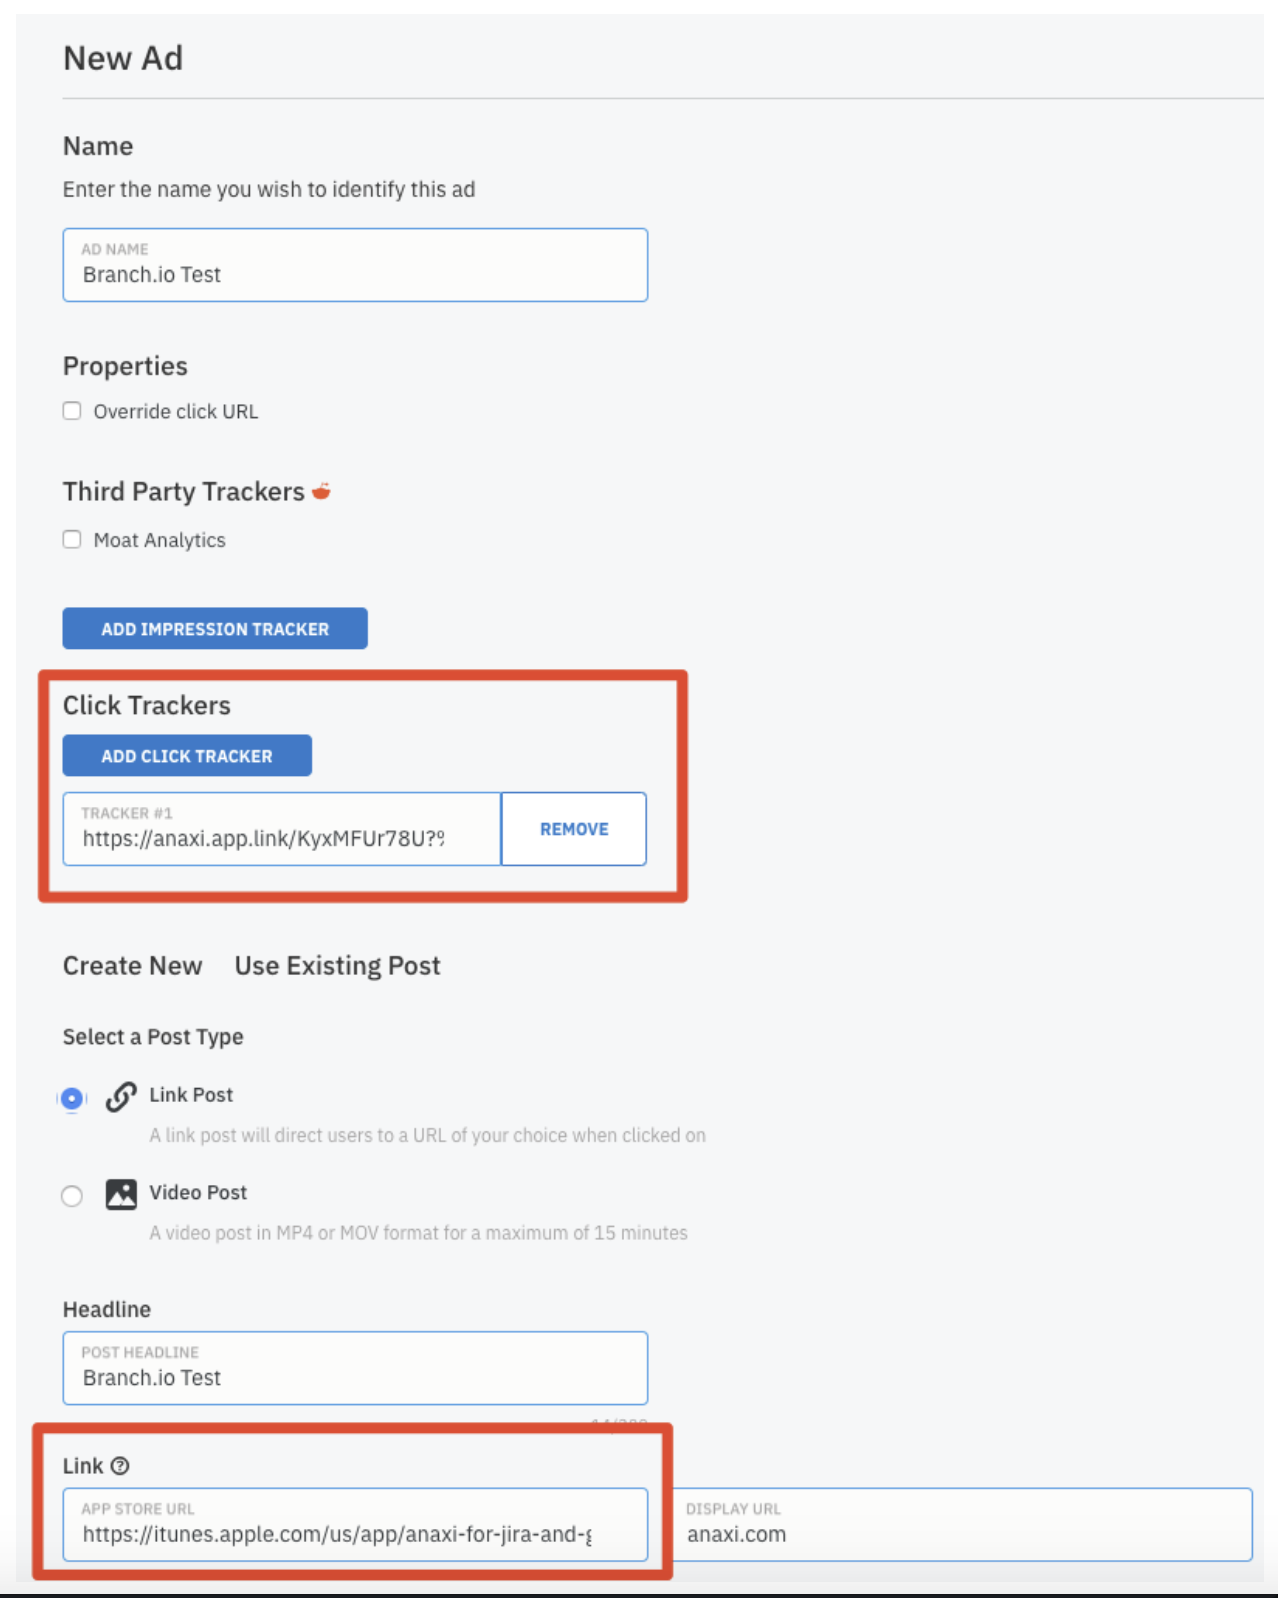 New Ad
Name
Enter the name you wish to identify this ad
AD NAME
Branch.io Test
Properties
Override click URL
Third Party Trackers
Moat Analytics
ADD IMPRESSION TRACKER
Click Trackers
ADD CLICK TRACKER
TRACKER #1
https://anaxi.app.link/KyxMFUr78U?%
REMOVE
Create New Use Existing Post
Select a Post Type
Link Post
A link post will direct users to a URL of your choice when clicked on
Video Post
A video post in MP4 or MOV format for a maximum of 15 minutes
Headline
POST HEADLINE
Branch.io Test
Link
APP STORE URL
https://itunes.apple.com/us/app/anaxi-for-jira-and-g
DISPLAY URL
anaxi.com